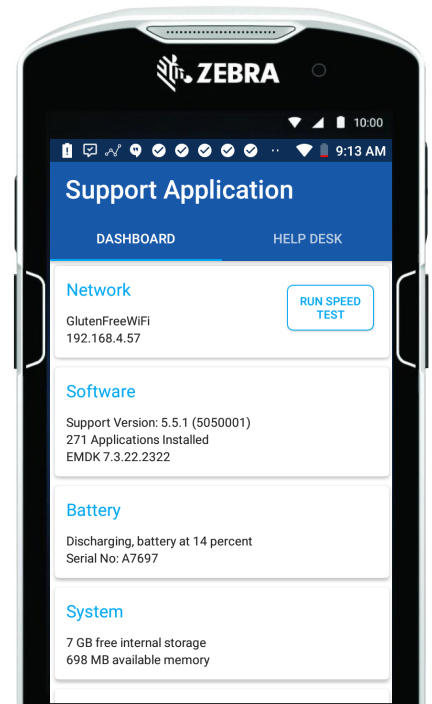 ZEBRA
10:00
9:13 AM
Support Application
DASHBOARD
HELP DESK
Network
RUN SPEED
TEST
GlutenFreeWiFi
192.168.4.57
Software
Support Version: 5.5.1 (5050001)
271 Applications Installed
EMDK 7.3.22.2322
Battery
Discharging, battery at 14 percent
Serial No: A7697
System
7 GB free internal storage
698 MB available memory